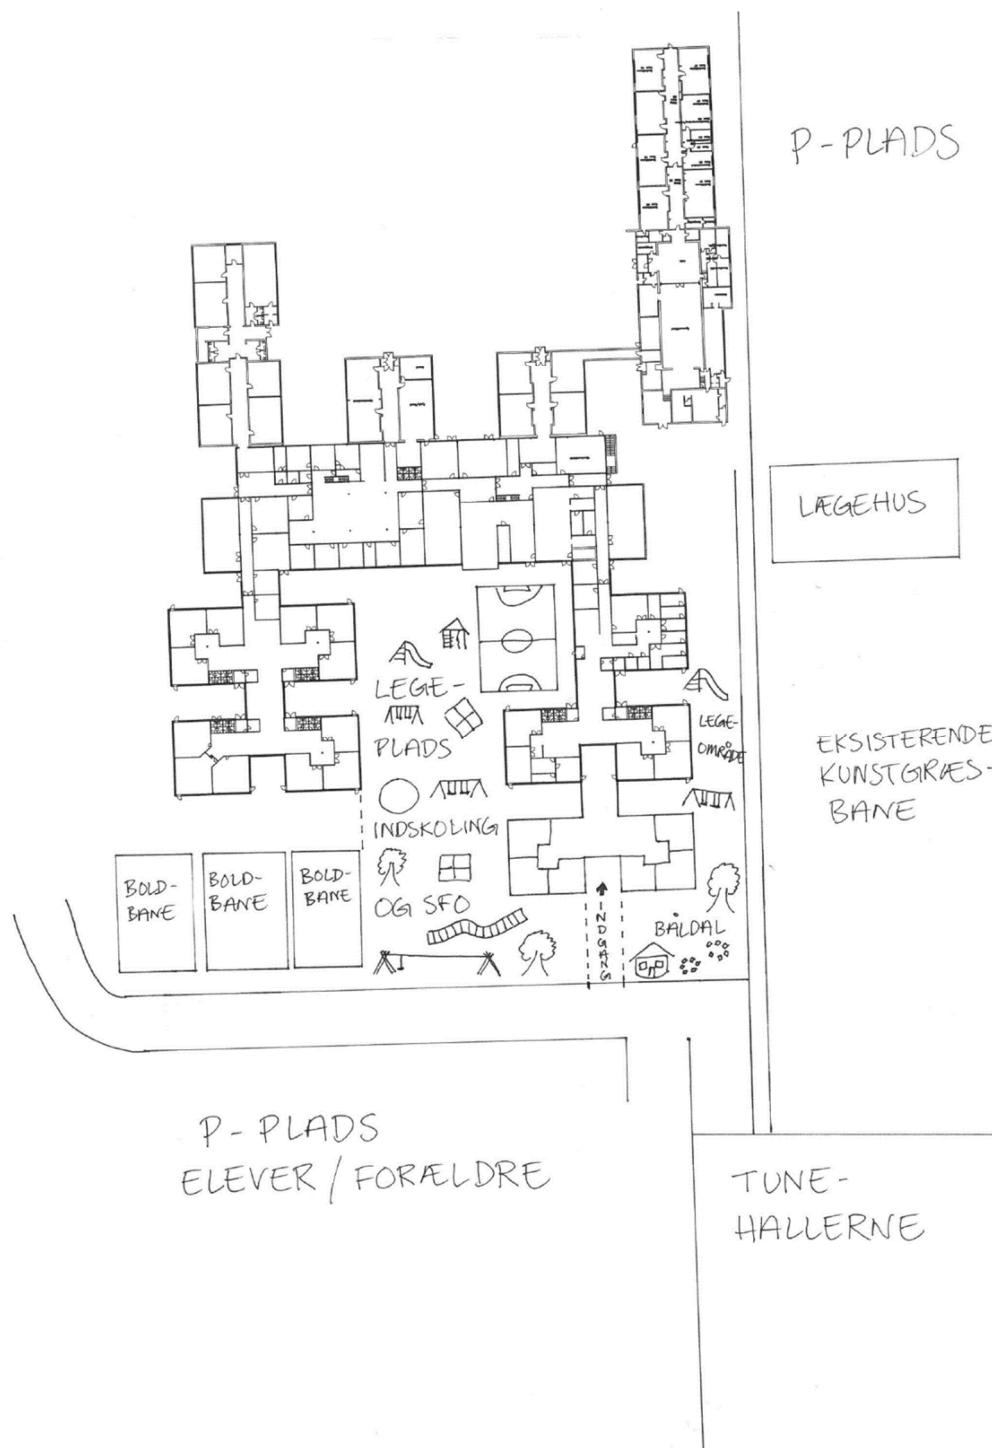 P-PLADS
LÆGEHUS
LEGE-
PLADS
INDSKOLING
OG SFO
LEGE-
OMRÅDE
EKSISTERENDE
KUNSTGRÆS-
BANE
BOLD-
BANE
BOLD-
BANE
BOLD-
BANE
INDGANG
BÅLDAL
P-PLADS
ELEVER/FORÆLDRE
TUNE-
HALLERNE